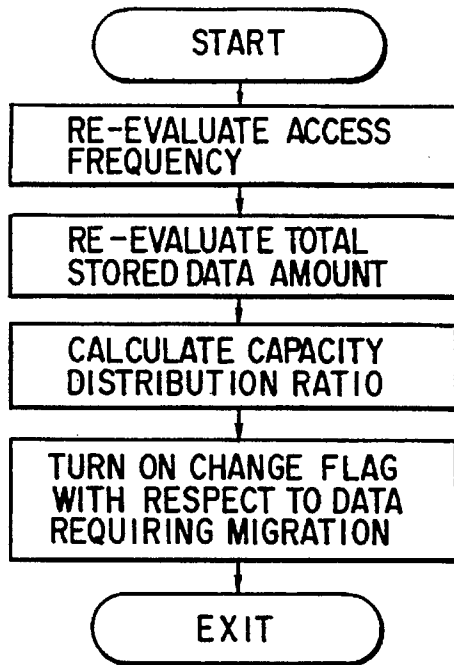 START
RE-EVALUATE ACCESS
FREQUENCY
RE-EVALUATE TOTAL
STORED DATA AMOUNT
CALCULATE CAPACITY
DISTRIBUTION RATIO
TURN ON CHANGE FLAG
WITH RESPECT TO DATA
REQUIRING MIGRATION
EXIT